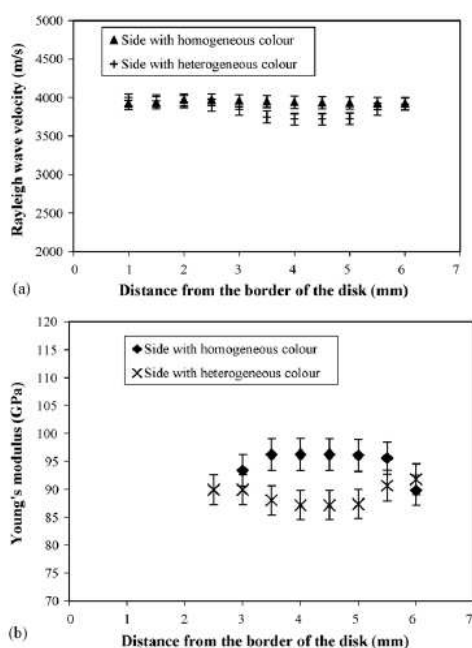 5000
4500
4000
3500
3000
2500
2000
Rayleigh wave velocity (m/s)
Side with homogeneous colour
Side with heterogeneous colour
0 1 2 3 4 5 6 7
(a)
Distance from the border of the disk (mm)
120
115
110
105
100
95
90
85
80
75
70
Young's modulus (GPa)
Side with homogeneous colour
Side with heterogeneous colour
0 1 2 3 4 5 6 7
(b)
Distance from the border of the disk (mm)